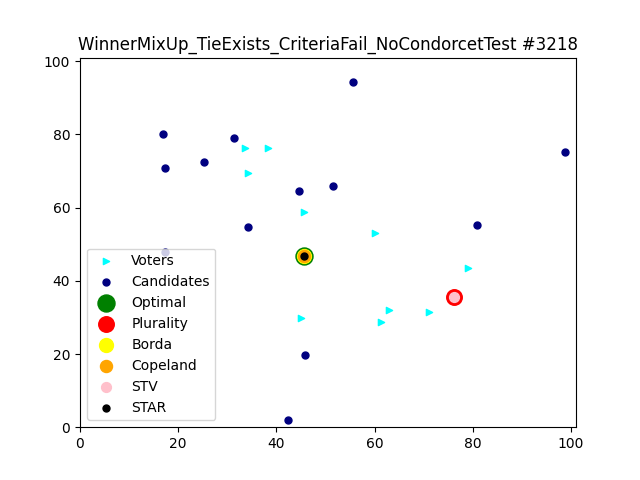 WinnerMixUp_TieExists_CriteriaFail_NoCondorcetTest #3218
100
80
60
40
20
0
Voters
Candidates
Optimal
Plurality
Borda
Copeland
STV
STAR
0 20 40 60 80 100